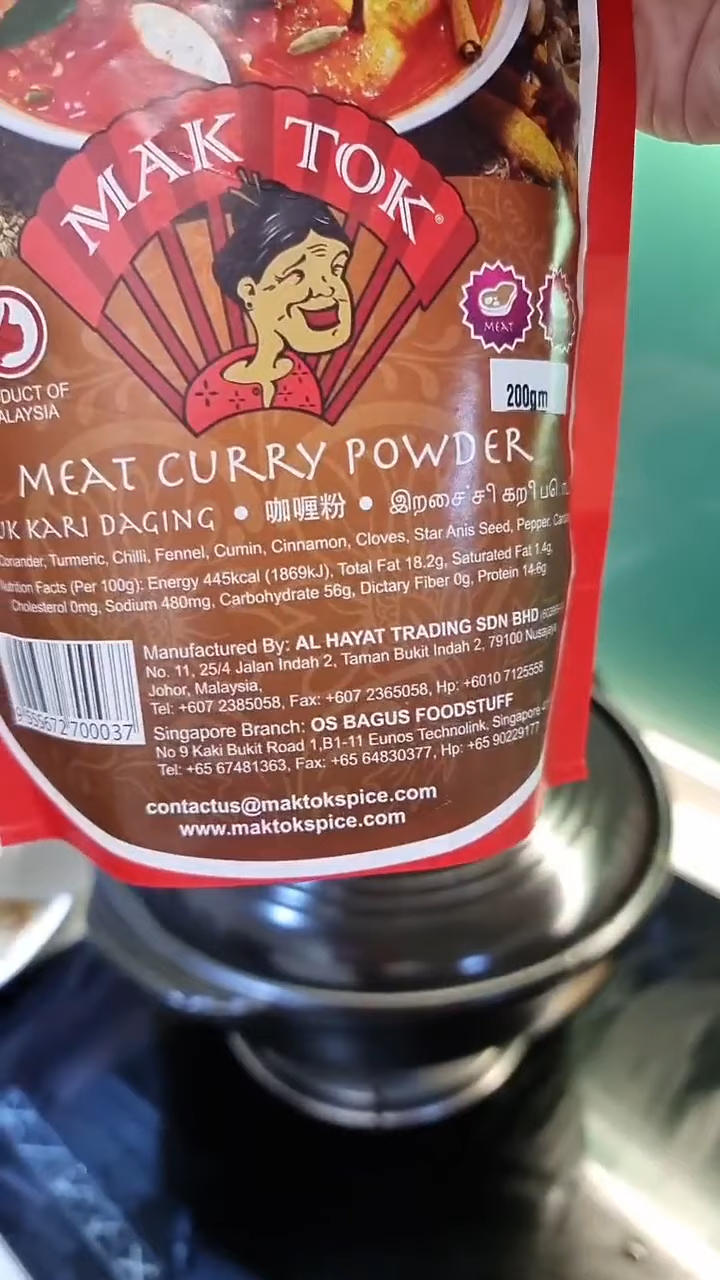 MAK TOK
MEAT
DUCT OF
ALAYSIA
200gm
MEAT CURRY POWDER
UK KARI DAGING • 咖喱粉 • இறைச்சி கறி
Coriander, Turmeric, Chilli, Fennel, Cumin, Cinnamon, Cloves, Star Anis Seed, Pepper,
Nutrition Facts (Per 100g): Energy 445kcal (1869kJ), Total Fat 18.2g, Saturated Fat 1.4g,
Cholesterol 0mg, Sodium 480mg, Carbohydrate 56g, Dictary Fiber 0g, Protein 14.6g
Manufactured By: AL HAYAT TRADING SDN BHD
No. 11, 25/4 Jalan Indah 2, Taman Bukit Indah 2, 79100 Nusajaya
Johor, Malaysia,
Tel: +607 2385058, Fax: +607 2365058, Hp: +6010 7125558
Singapore Branch: OS BAGUS FOODSTUFF
No 9 Kaki Bukit Road 1,B1-11 Eunos Technolink, Singapore
Tel: +65 67481363, Fax: +65 64830377, Hp: +65 90229177
9 555672 700037
contactus@maktokspice.com
www.maktokspice.com